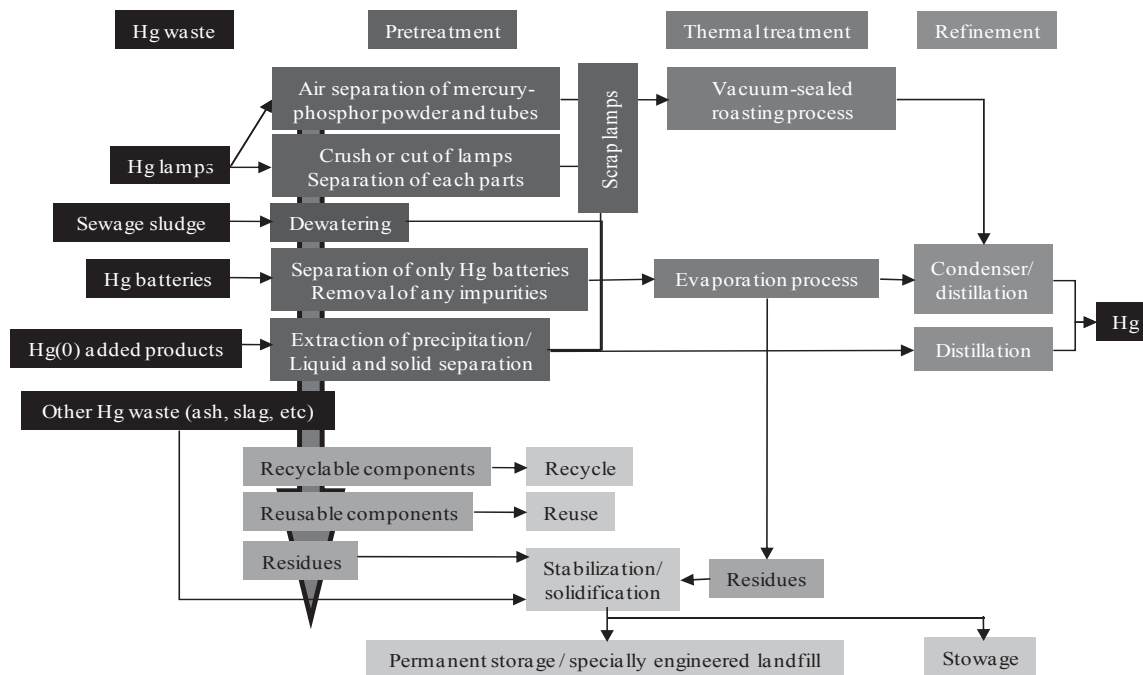 Hg waste
Pretreatment
Thermal treatment
Refinement
Air separation of mercury-
phosphor powder and tubes
Scrap lamps
Vacuum-sealed
roasting process
Crush or cut of lamps
Separation of each parts
Hg lamps
Sewage sludge
Dewatering
Hg batteries
Separation of only Hg batteries
Removal of any impurities
Evaporation process
Condenser/
distillation
Hg
Hg(0) added products
Extraction of precipitation/
Liquid and solid separation
Distillation
Other Hg waste (ash, slag, etc)
Recyclable components
Recycle
Reusable components
Reuse
Residues
Stabilization/
solidification
Residues
Permanent storage / specially engineered landfill
Stowage